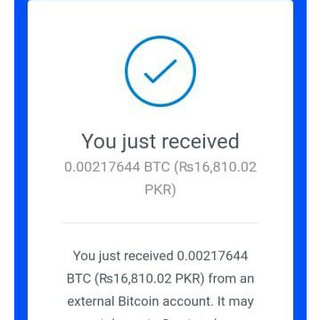 You just received
0.00217644 BTC (₨16,810.02
PKR)
You just received 0.00217644
BTC (₨16,810.02 PKR) from an
external Bitcoin account. It may